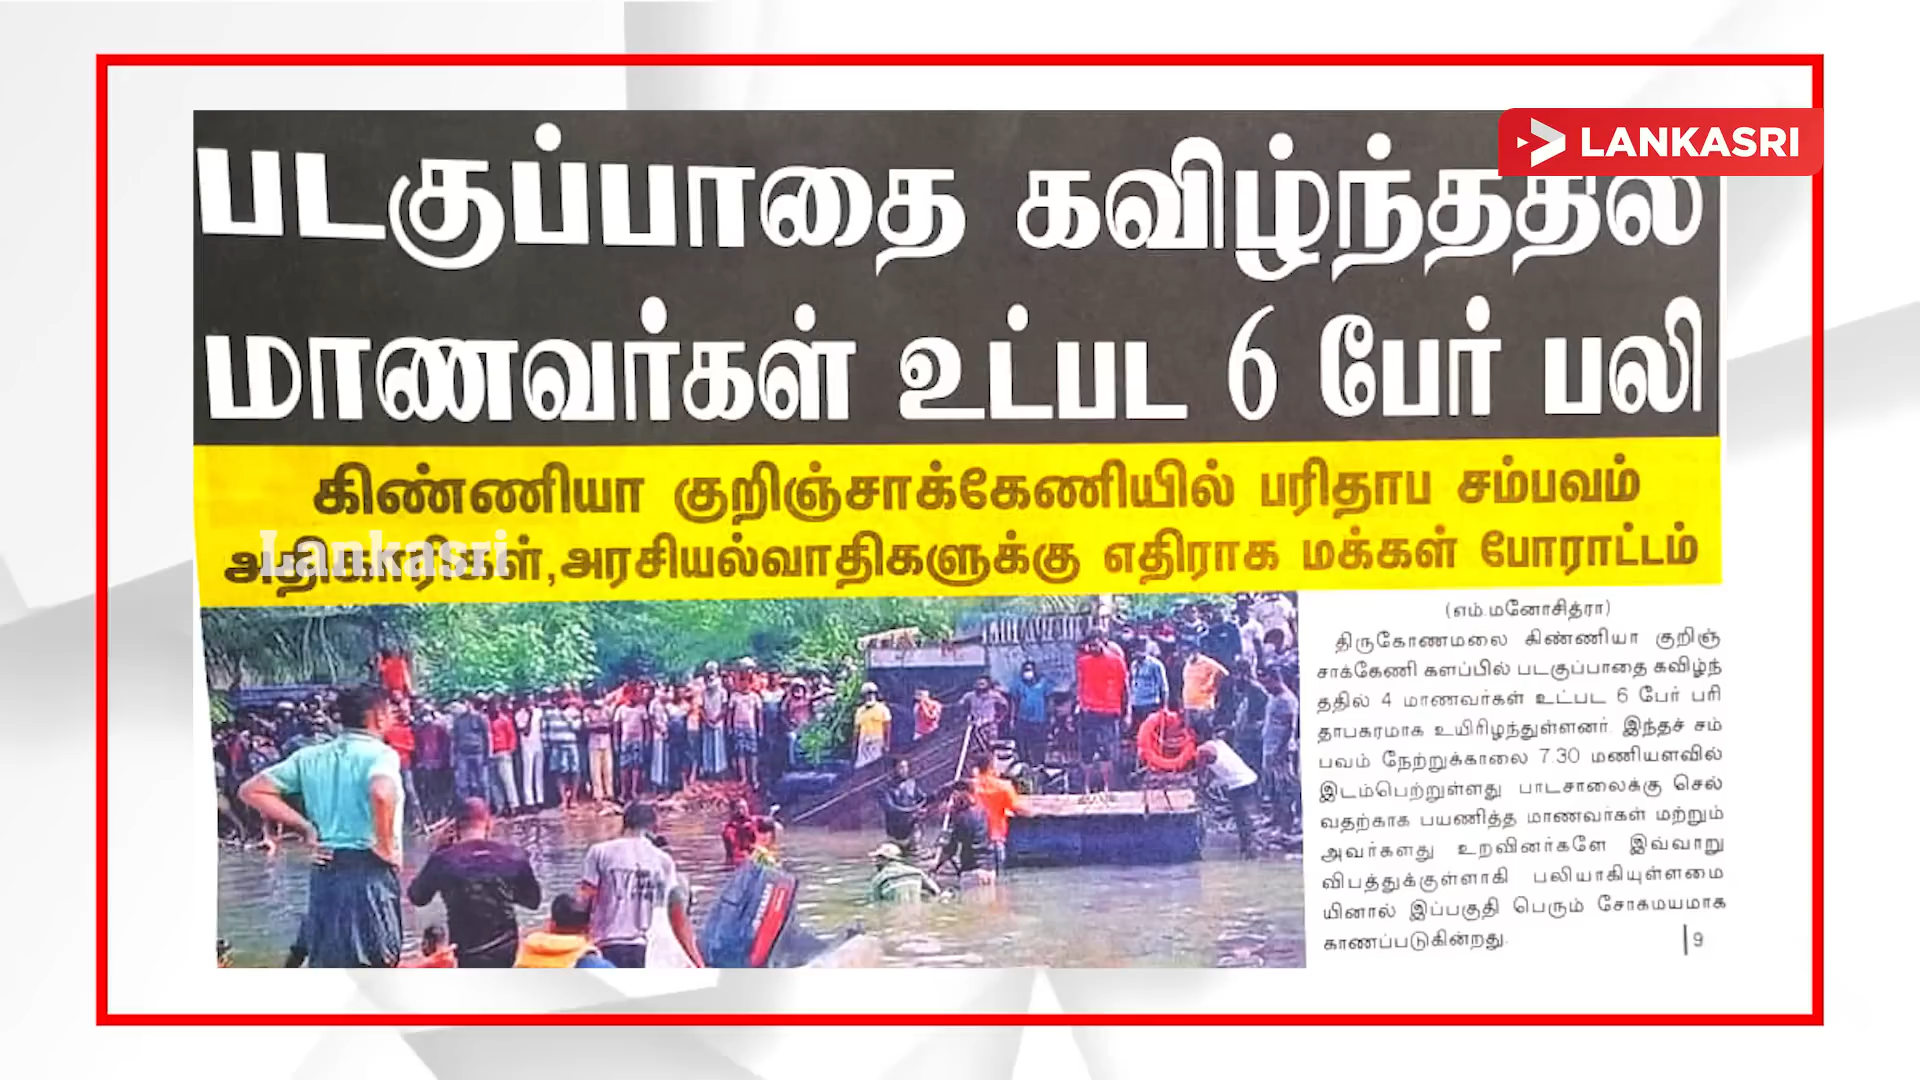 LANKASRI
படகுப்பாதை கவிழ்ந்ததில்
மாணவர்கள் உட்பட 6 பேர் பலி
கிண்ணியா குறிஞ்சாக்கேணியில் பரிதாப சம்பவம்
அதிகாரிகள்,அரசியல்வாதிகளுக்கு எதிராக மக்கள் போராட்டம்
Lankasri
(எம்.மனோசித்ரா)
திருகோணமலை கிண்ணியா குறிஞ்
சாக்கேணி களப்பில் படகுப்பாதை கவிழ்ந்
ததில் 4 மாணவர்கள் உட்பட 6 பேர் பரி
தாபகரமாக உயிரிழந்துள்ளனர். இந்தச் சம்
பவம் நேற்றுக்காலை 7.30 மணியளவில்
இடம்பெற்றுள்ளது பாடசாலைக்கு செல்
வதற்காக பயணித்த மாணவர்கள் மற்றும்
அவர்களது உறவினர்களே இவ்வாறு
விபத்துக்குள்ளாகி பலியாகியுள்ளமை
யினால் இப்பகுதி பெரும் சோகமயமாக
காணப்படுகின்றது.
|9